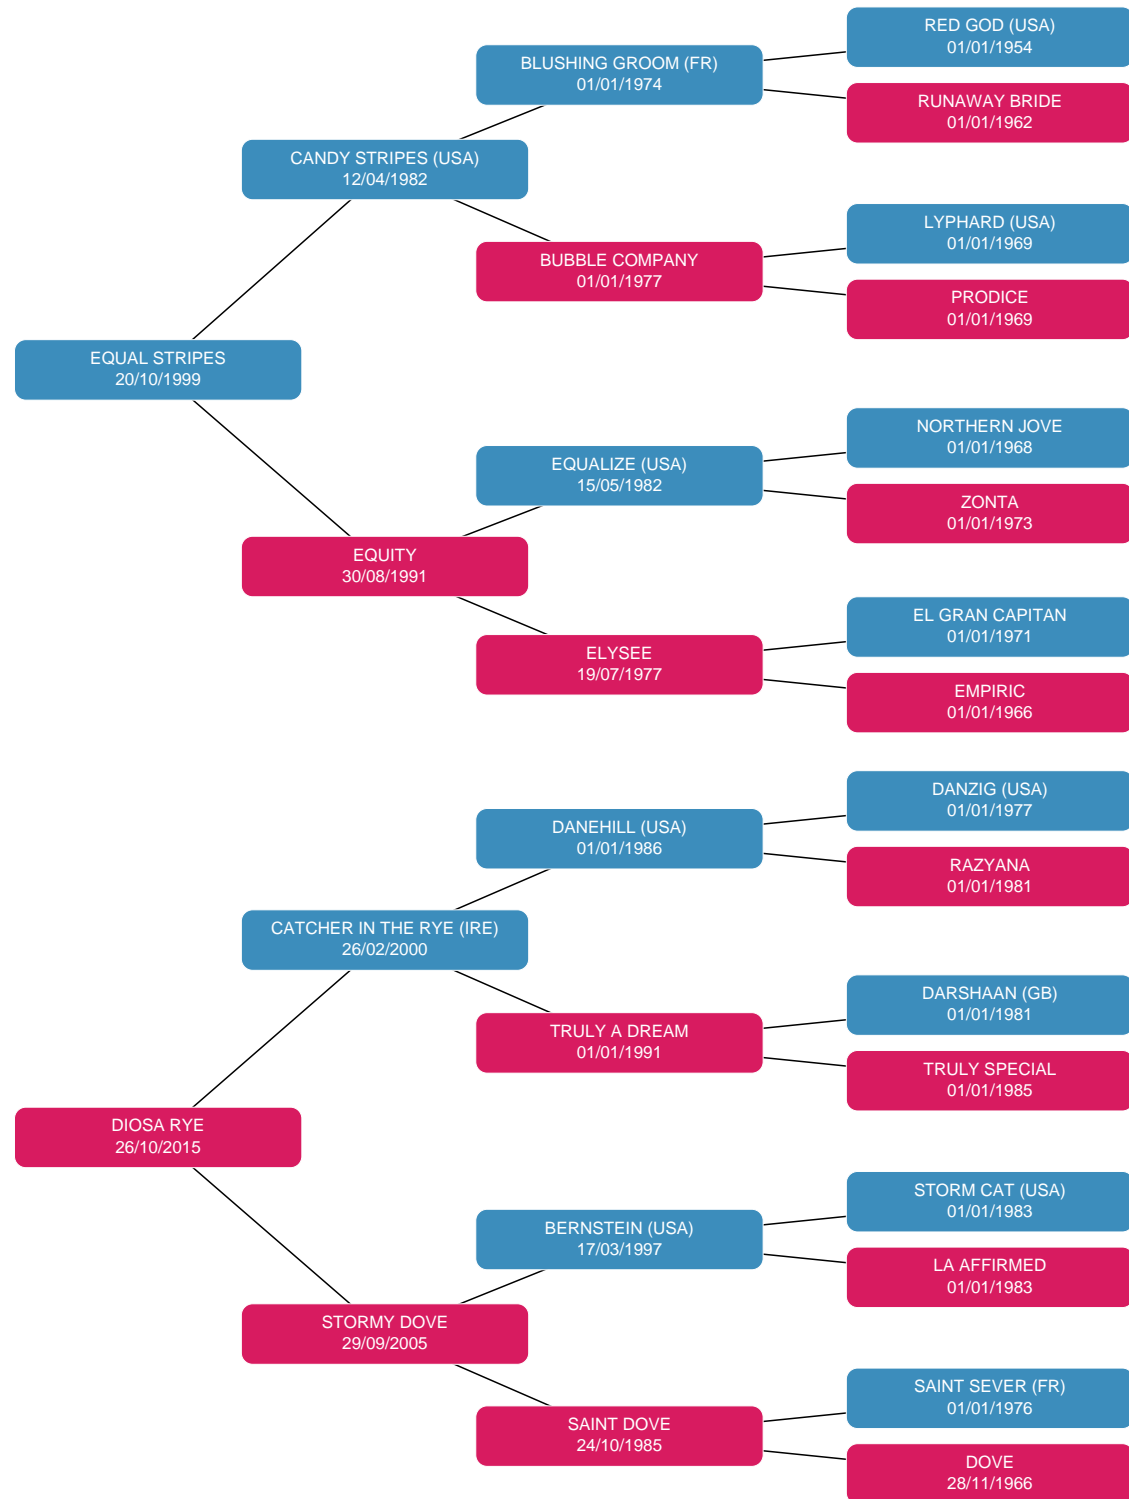 RED GOD (USA)
01/01/1954
BLUSHING GROOM (FR)
01/01/1974
RUNAWAY BRIDE
01/01/1962
CANDY STRIPES (USA)
12/04/1982
LYPHARD (USA)
01/01/1969
BUBBLE COMPANY
01/01/1977
PRODICE
01/01/1969
EQUAL STRIPES
20/10/1999
NORTHERN JOVE
01/01/1968
EQUALIZE (USA)
15/05/1982
ZONTA
01/01/1973
EQUITY
30/08/1991
EL GRAN CAPITAN
01/01/1971
ELYSEE
19/07/1977
EMPIRIC
01/01/1966
DANZIG (USA)
01/01/1977
DANEHILL (USA)
01/01/1986
RAZYANA
01/01/1981
CATCHER IN THE RYE (IRE)
26/02/2000
DARSHAAN (GB)
01/01/1981
TRULY A DREAM
01/01/1991
TRULY SPECIAL
01/01/1985
DIOSA RYE
26/10/2015
STORM CAT (USA)
01/01/1983
BERNSTEIN (USA)
17/03/1997
LA AFFIRMED
01/01/1983
STORMY DOVE
29/09/2005
SAINT SEVER (FR)
01/01/1976
SAINT DOVE
24/10/1985
DOVE
28/11/1966